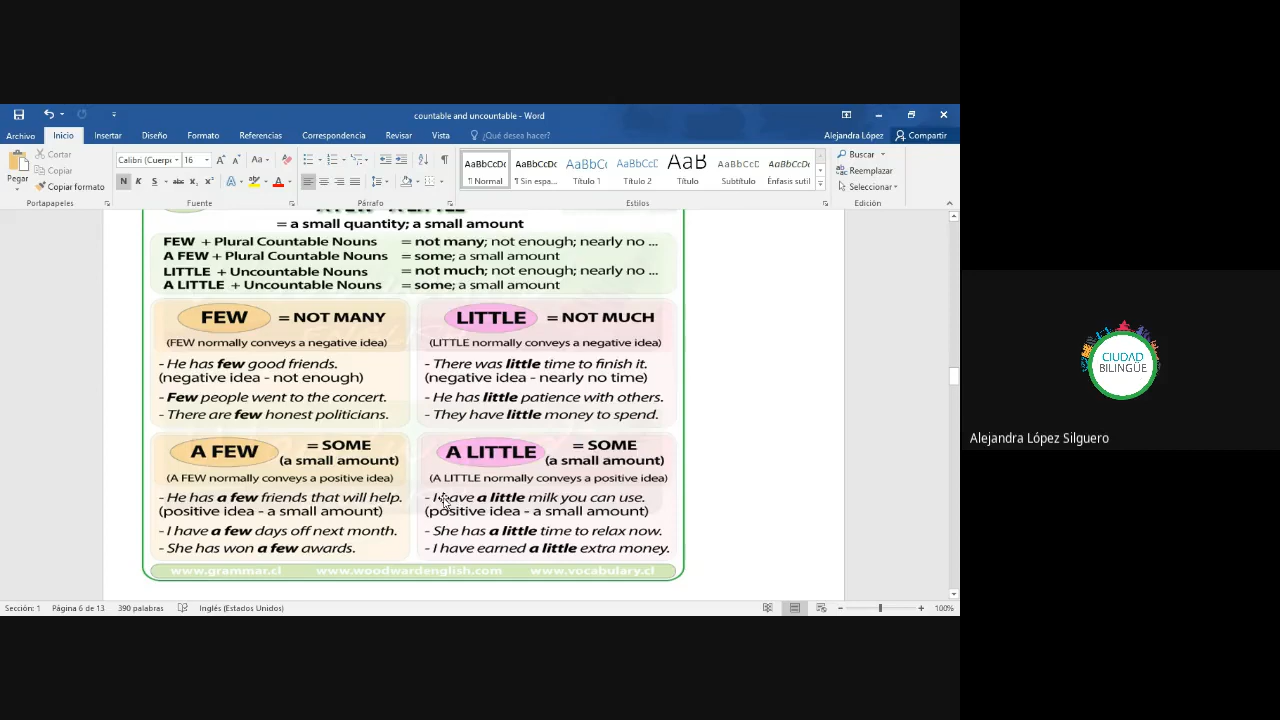 countable and uncountable - Word
Archivo Inicio Insertar Diseño Formato Referencias Correspondencia Revisar Vista ¿Qué desea hacer? Alejandra López Compartir
Pegar
Cortar
Copiar
Copiar formato
Calibri (Cuerp 16
N K S abc x₂ x²
AaBbCcDc AaBbCcDc AaBbCc AaBbCcD AaB AaBbCcD AaBbCcDc
¶ Normal ¶ Sin espa... Título 1 Título 2 Título Subtítulo Énfasis sutil
Buscar
Reemplazar
Seleccionar
Portapapeles Fuente Párrafo Estilos Edición
= a small quantity; a small amount
FEW + Plural Countable Nouns = not many; not enough; nearly no ...
A FEW + Plural Countable Nouns = some; a small amount
LITTLE + Uncountable Nouns = not much; not enough; nearly no ...
A LITTLE + Uncountable Nouns = some; a small amount
FEW = NOT MANY
(FEW normally conveys a negative idea)
- He has few good friends.
(negative idea - not enough)
- Few people went to the concert.
- There are few honest politicians.
LITTLE = NOT MUCH
(LITTLE normally conveys a negative idea)
- There was little time to finish it.
(negative idea - nearly no time)
- He has little patience with others.
- They have little money to spend.
A FEW = SOME
(a small amount)
(A FEW normally conveys a positive idea)
- He has a few friends that will help.
(positive idea - a small amount)
- I have a few days off next month.
- She has won a few awards.
A LITTLE = SOME
(a small amount)
(A LITTLE normally conveys a positive idea)
- I have a little milk you can use.
(positive idea - a small amount)
- She has a little time to relax now.
- I have earned a little extra money.
www.grammar.cl www.woodwardenglish.com www.vocabulary.cl
Sección: 1 Página 6 de 13 390 palabras Inglés (Estados Unidos) 100%
CIUDAD
BILINGÜE
Alejandra López Silguero